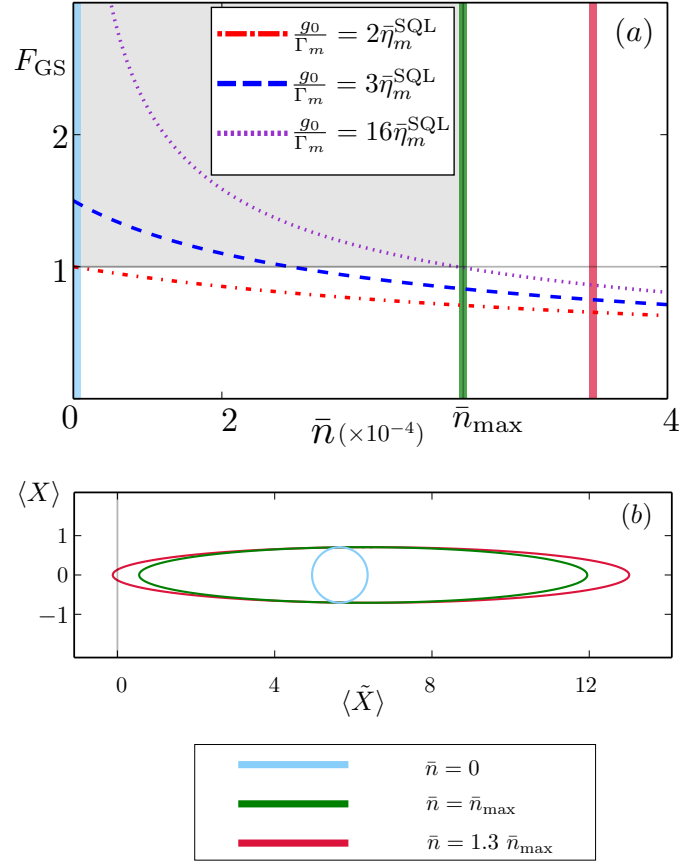 (a)
F_GS
g_0/Γ_m = 2η̄_m^SQL
g_0/Γ_m = 3η̄_m^SQL
g_0/Γ_m = 16η̄_m^SQL
2
1
0 2 n̄ (×10⁻⁴) n̄_max 4
⟨X⟩
(b)
1
0
−1
0 4 8 12
⟨X̃⟩
n̄ = 0
n̄ = n̄_max
n̄ = 1.3 n̄_max